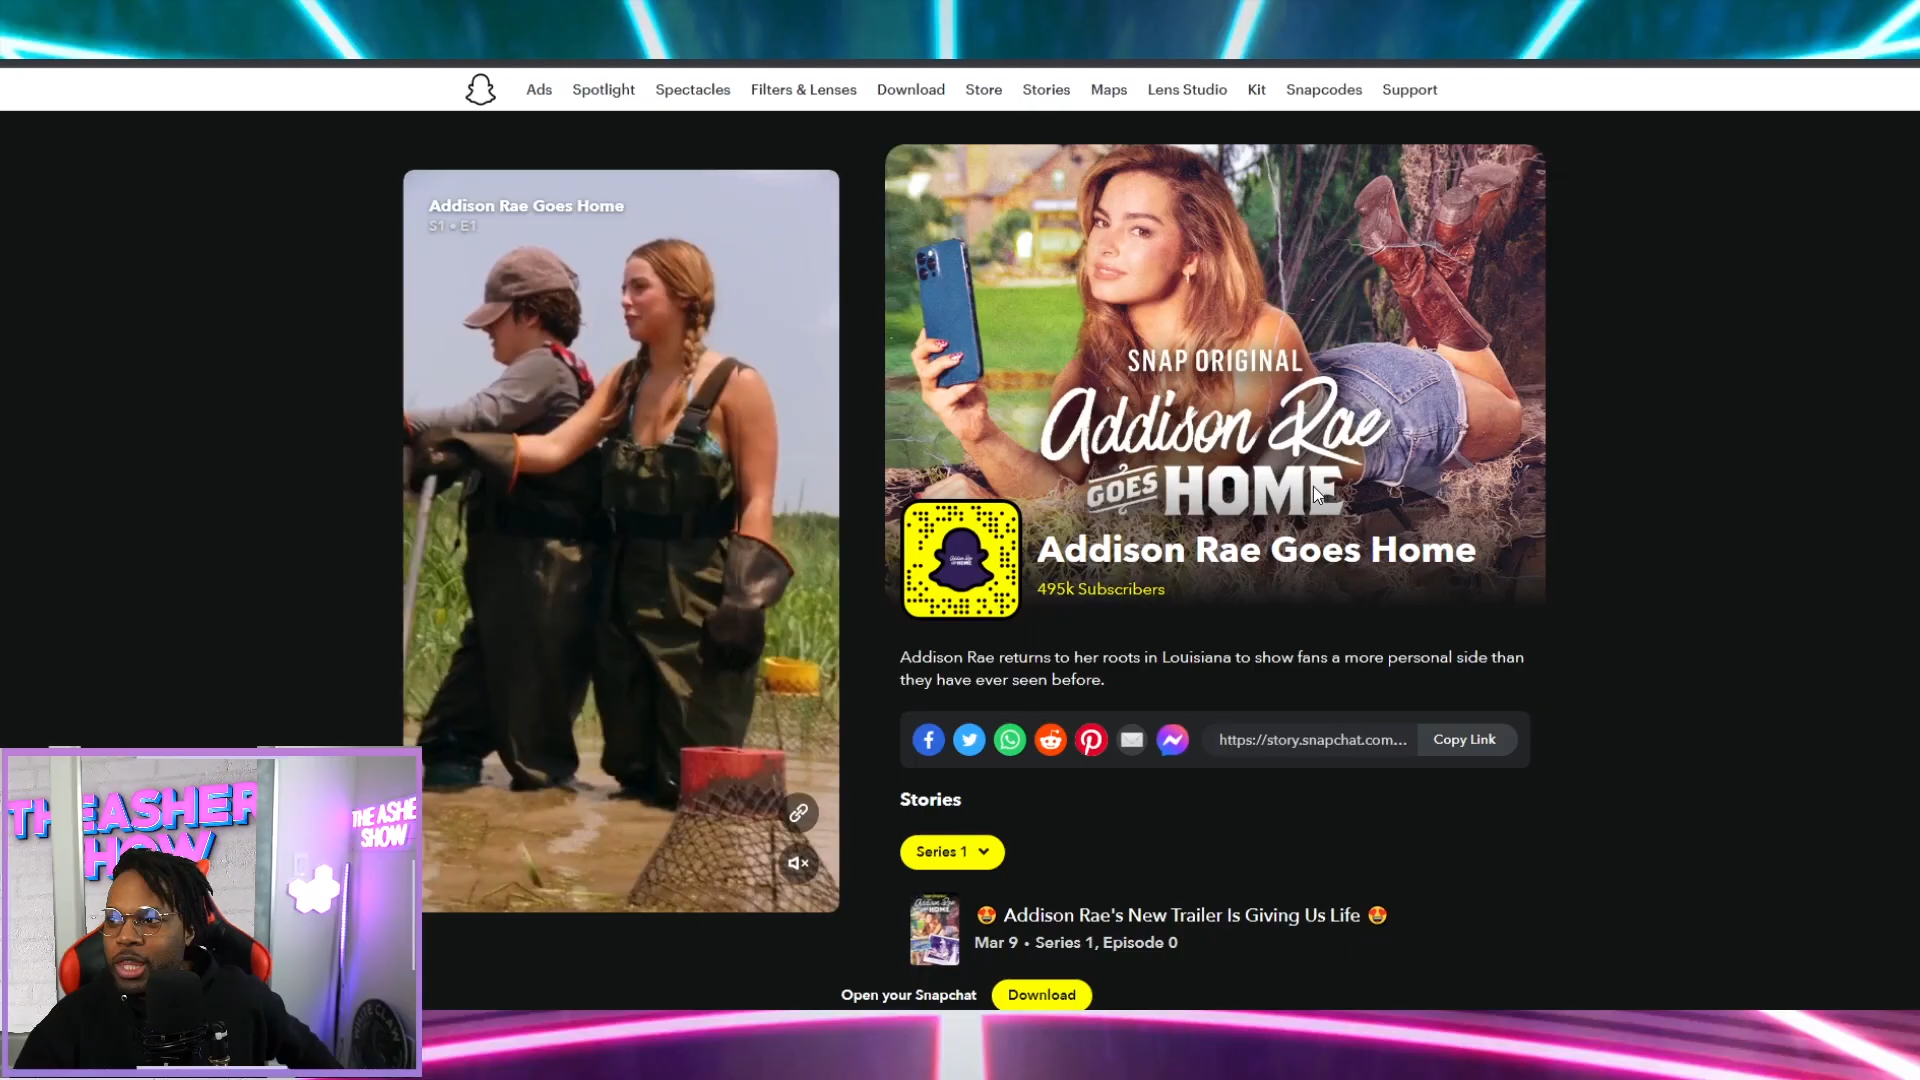 Ads Spotlight Spectacles Filters & Lenses Download Store Stories Maps Lens Studio Kit Snapcodes Support
Addison Rae Goes Home
S1 • E1
SNAP ORIGINAL
Addison Rae
GOES HOME
Addison Rae Goes Home
495k Subscribers
Addison Rae returns to her roots in Louisiana to show fans a more personal side than
they have ever seen before.
https://story.snapchat.com...
Copy Link
Stories
Series 1
😍 Addison Rae's New Trailer Is Giving Us Life 😍
Mar 9 • Series 1, Episode 0
Open your Snapchat
Download
THEASHER
SHOW
THE ASHE
SHOW
WHITE CLAW